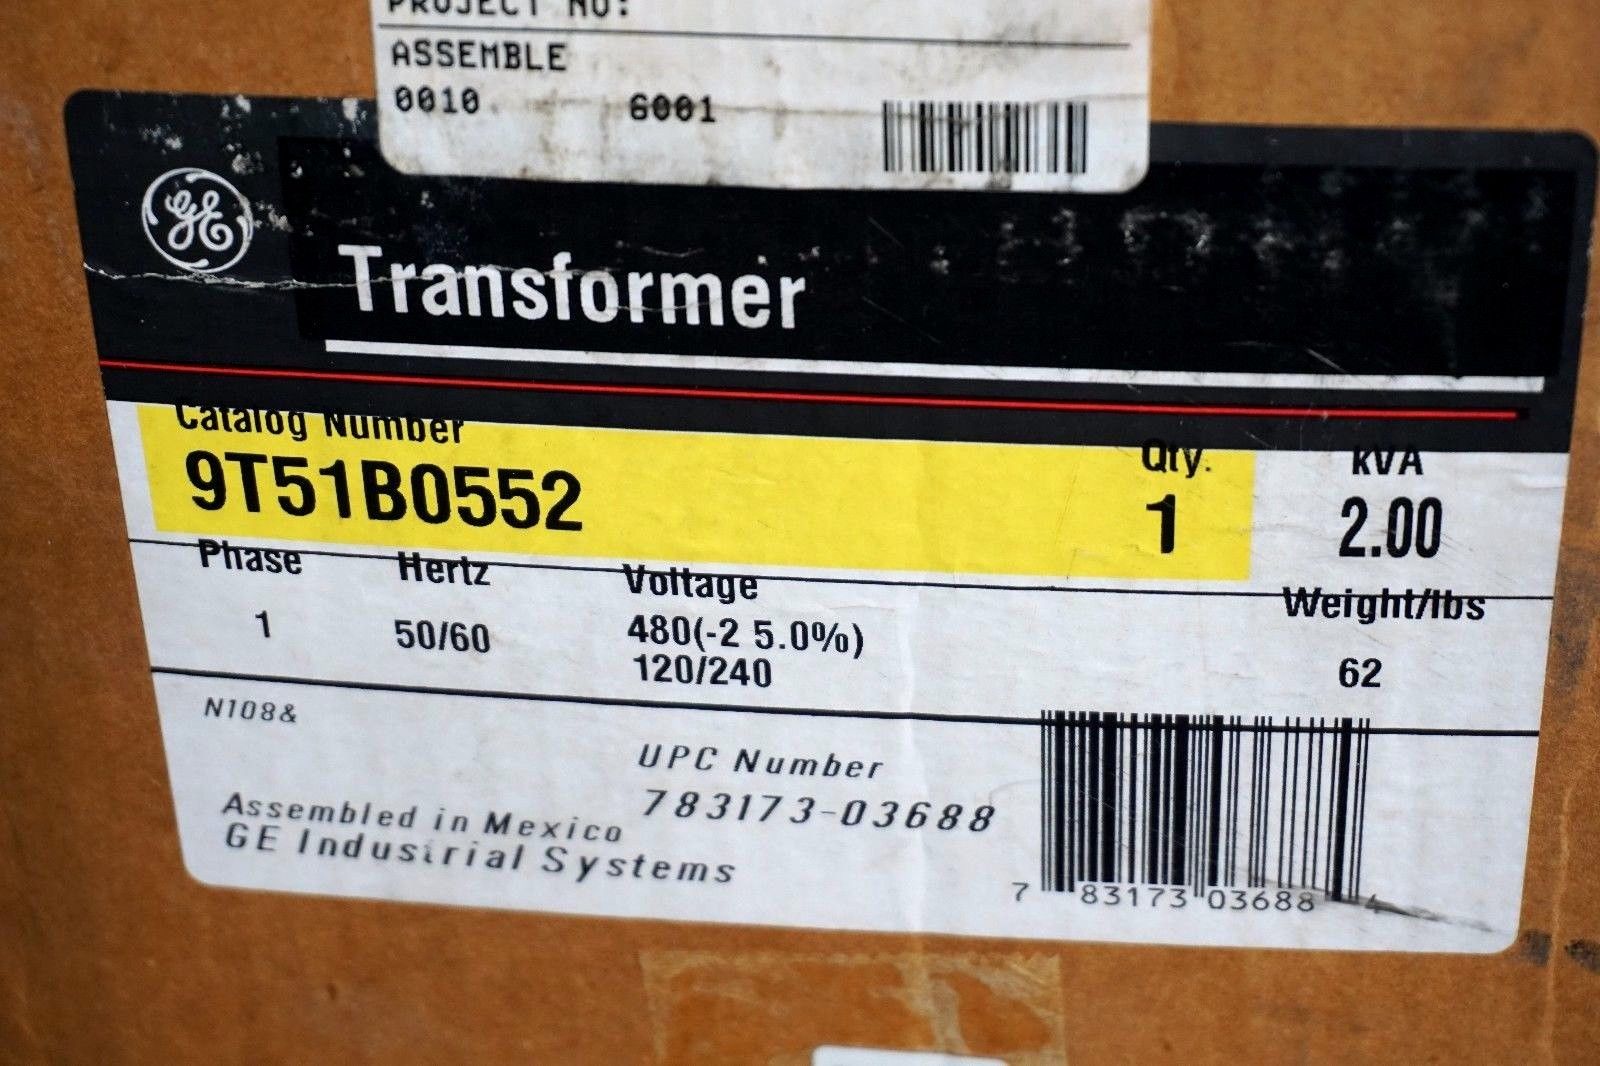 PROJECT NO:
ASSEMBLE
0010 6001
GE
Transformer
Catalog Number Qty. kVA
9T51B0552 1 2.00
Phase Hertz Voltage Weight/lbs
1 50/60 480(-2 5.0%) 62
120/240
N108&
UPC Number
783173-03688
Assembled in Mexico
GE Industrial Systems
7 83173 03688 4